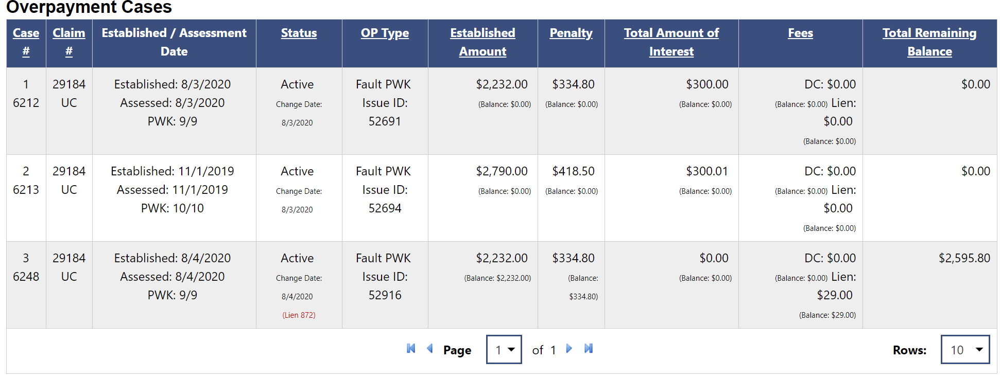 Overpayment Cases
Case # Claim # Established / Assessment Date Status OP Type Established Amount Penalty Total Amount of Interest Fees Total Remaining Balance
1 29184 Established: 8/3/2020 Active Fault PWK $2,232.00 $334.80 $300.00 DC: $0.00 $0.00
6212 UC Assessed: 8/3/2020 Change Date: Issue ID: (Balance: $0.00) (Balance: $0.00) (Balance: $0.00) (Balance: $0.00) Lien:
PWK: 9/9 8/3/2020 52691 $0.00
(Balance: $0.00)
2 29184 Established: 11/1/2019 Active Fault PWK $2,790.00 $418.50 $300.01 DC: $0.00 $0.00
6213 UC Assessed: 11/1/2019 Change Date: Issue ID: (Balance: $0.00) (Balance: $0.00) (Balance: $0.00) (Balance: $0.00) Lien:
PWK: 10/10 8/3/2020 52694 $0.00
(Balance: $0.00)
3 29184 Established: 8/4/2020 Active Fault PWK $2,232.00 $334.80 $0.00 DC: $0.00 $2,595.80
6248 UC Assessed: 8/4/2020 Change Date: Issue ID: (Balance: $2,232.00) (Balance: (Balance: $0.00) (Balance: $0.00) Lien:
PWK: 9/9 8/4/2020 52916 $334.80) $29.00
(Lien 872) (Balance: $29.00)
Page 1 of 1 Rows: 10